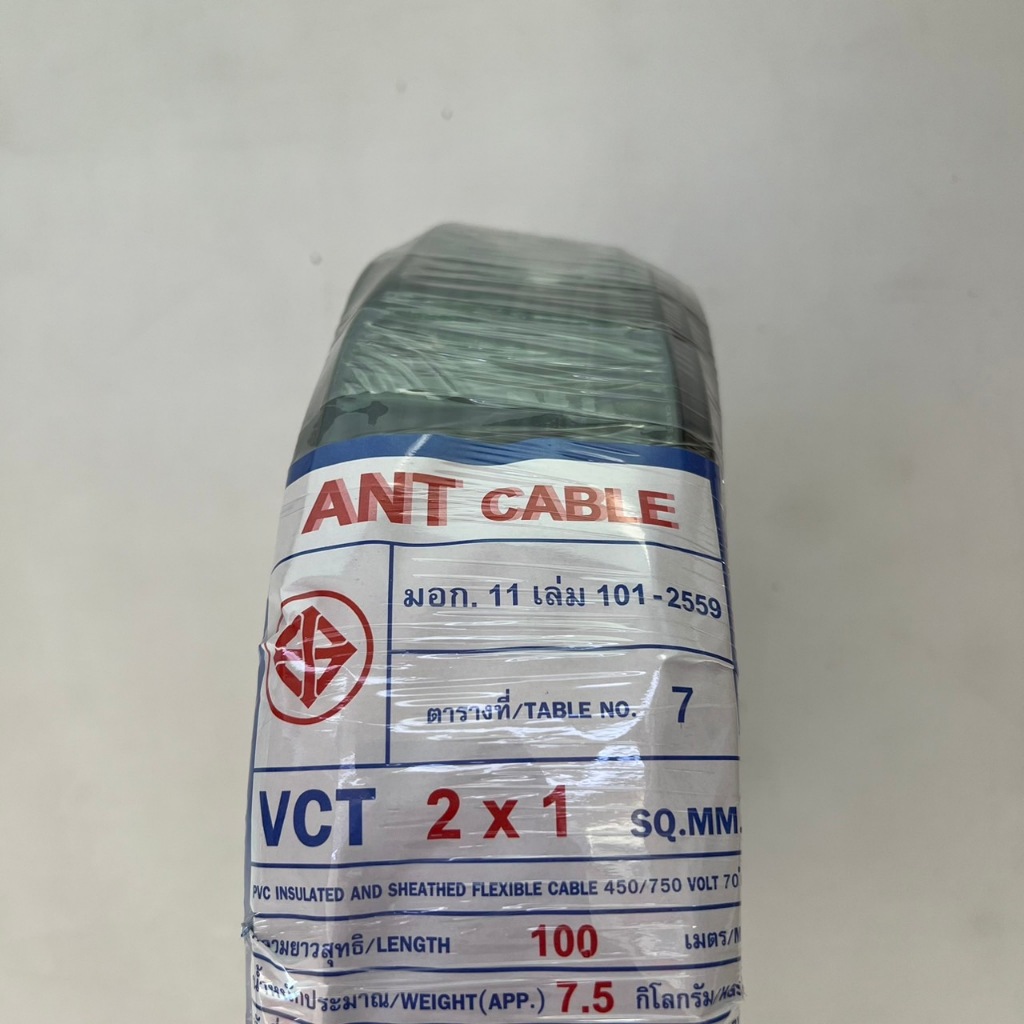 ANT CABLE
มอก. 11 เล่ม 101-2559
ตารางที่/TABLE NO. 7
VCT 2 x 1 SQ.MM.
PVC INSULATED AND SHEATHED FLEXIBLE CABLE 450/750 VOLT 70
ความยาวสุทธิ/LENGTH 100 เมตร/M
น้ำหนักประมาณ/WEIGHT(APP.) 7.5 กิโลกรัม/